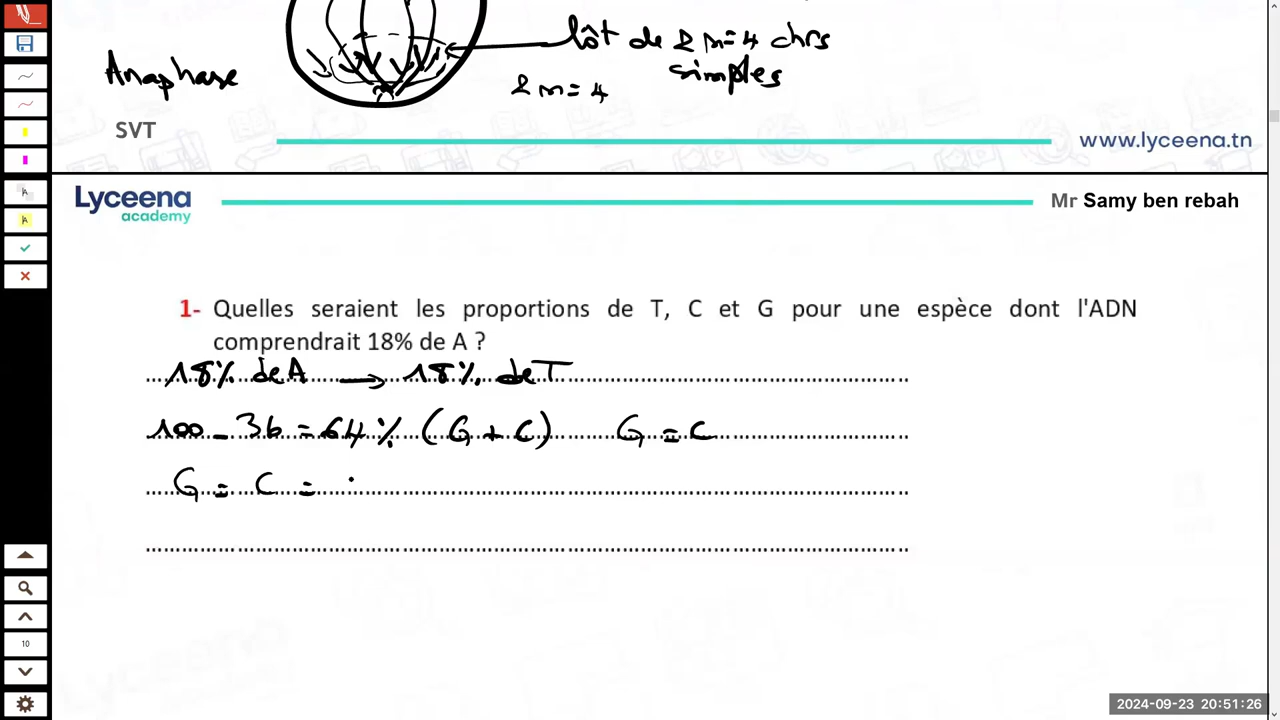 lôt de 2n=4 chrs
simples
Anaphase
2n=4
SVT
www.lyceena.tn
Lyceena
academy
Mr Samy ben rebah
1- Quelles seraient les proportions de T, C et G pour une espèce dont l'ADN
comprendrait 18% de A ?
18% de A → 18% de T
100 - 36 = 64% (G + C) G = C
G = C =
10
2024-09-23 20:51:26